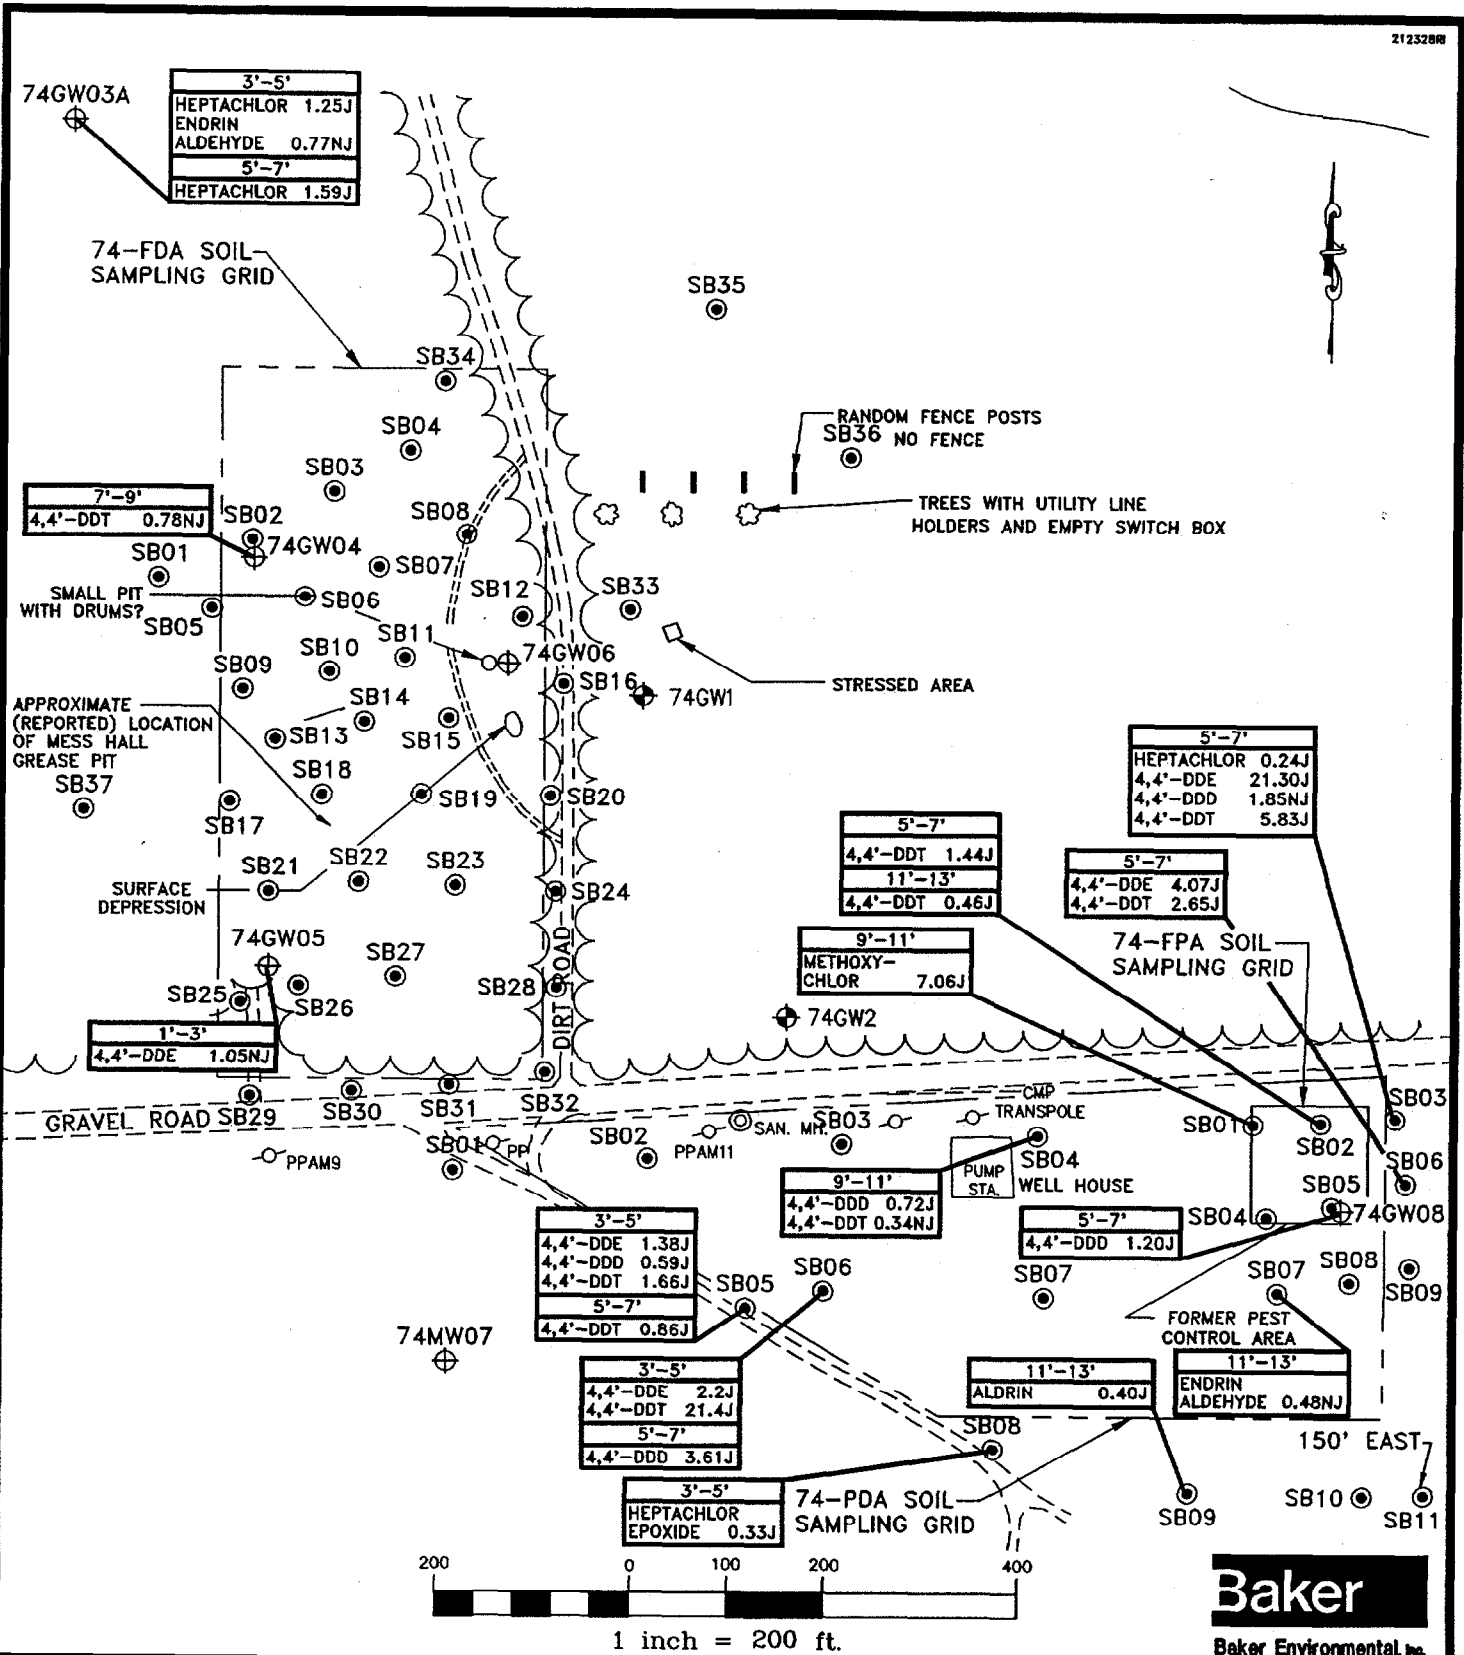 212328RI
74GW03A
3'-5'
HEPTACHLOR 1.25J
ENDRIN
ALDEHYDE 0.77NJ
5'-7'
HEPTACHLOR 1.59J
74-FDA SOIL
SAMPLING GRID
SB35
SB34
RANDOM FENCE POSTS
NO FENCE
SB36
SB04
SB03
7'-9'
4,4'-DDT 0.78NJ
SB02
SB08
TREES WITH UTILITY LINE
HOLDERS AND EMPTY SWITCH BOX
74GW04
SB01
SB07
SMALL PIT
WITH DRUMS?
SB06
SB12
SB33
SB05
SB11
SB10
74GW06
SB09
SB16
STRESSED AREA
74GW1
APPROXIMATE
(REPORTED) LOCATION
OF MESS HALL
GREASE PIT
SB14
SB13
SB15
SB37
SB18
SB19
SB20
SB17
5'-7'
HEPTACHLOR 0.24J
4,4'-DDE 21.30J
4,4'-DDD 1.85NJ
4,4'-DDT 5.83J
5'-7'
4,4'-DDT 1.44J
11'-13'
4,4'-DDT 0.46J
5'-7'
4,4'-DDE 4.07J
4,4'-DDT 2.65J
SB21
SB22
SB23
SB24
SURFACE
DEPRESSION
74GW05
SB27
DIRT ROAD
9'-11'
METHOXY-
CHLOR 7.06J
74-FPA SOIL
SAMPLING GRID
SB25
SB26
SB28
74GW2
1'-3'
4,4'-DDE 1.05NJ
GRAVEL ROAD
SB29
SB30
SB31
SB32
CMP
TRANSPOLE
SB03
SAN. MH.
SB01
SB02
SB03
SB01
PP
SB02
PPAM11
PPAM9
SB04
PUMP
STA.
WELL HOUSE
SB06
9'-11'
4,4'-DDD 0.72J
4,4'-DDT 0.34NJ
SB05
SB04
74GW08
3'-5'
4,4'-DDE 1.38J
4,4'-DDD 0.59J
4,4'-DDT 1.66J
5'-7'
4,4'-DDT 0.86J
5'-7'
4,4'-DDD 1.20J
SB05
SB06
SB07
SB07
SB08
SB09
FORMER PEST
CONTROL AREA
74MW07
3'-5'
4,4'-DDE 2.2J
4,4'-DDT 21.4J
5'-7'
4,4'-DDD 3.61J
11'-13'
ALDRIN 0.40J
11'-13'
ENDRIN
ALDEHYDE 0.48NJ
SB08
150' EAST
3'-5'
HEPTACHLOR
EPOXIDE 0.33J
74-PDA SOIL
SAMPLING GRID
SB09
SB10
SB11
200 0 100 200 400
1 inch = 200 ft.
Baker
Baker Environmental, Inc.